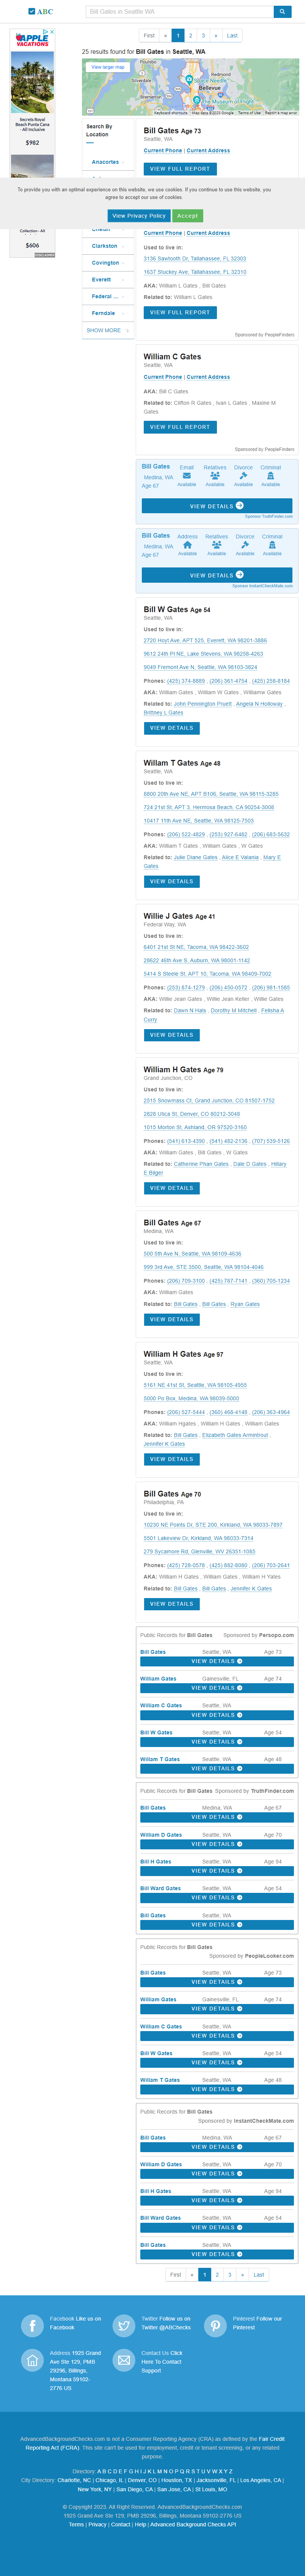 ABC
Bill Gates in Seattle WA
First « 1 2 3 » Last
25 results found for Bill Gates in Seattle, WA
APPLE VACATIONS
Secrets Royal Beach Punta Cana - All Inclusive
$982
Collection - All
$606
View larger map
Poulsbo
Redmond
Silverdale
Space Needle
Bellevue
Museum of Flight
Bremerton
Keyboard shortcuts Map data ©2023 Google Terms of Use Report a map error
Search By Location
Anacortes
Clarkston
Covington
Everett
Federal ...
Ferndale
SHOW MORE
Bill Gates Age 73
Seattle, WA
Current Phone | Current Address
VIEW FULL REPORT
To provide you with an optimal experience on this website, we use cookies. If you continue to use this website, you agree to accept our uses of cookies.
View Privacy Policy
Accept
Current Phone | Current Address
Used to live in:
3136 Sawtooth Dr, Tallahassee, FL 32303
1637 Stuckey Ave, Tallahassee, FL 32310
AKA: William L Gates , Bill Gates
Related to: William L Gates
VIEW FULL REPORT
Sponsored by PeopleFinders
William C Gates
Seattle, WA
Current Phone | Current Address
AKA: Bill C Gates
Related to: Clifton R Gates , Ivan L Gates , Maxine M Gates
VIEW FULL REPORT
Sponsored by PeopleFinders
Bill Gates
Medina, WA
Age 67
Email Relatives Divorce Criminal
Available Available Available Available
VIEW DETAILS
Sponsor TruthFinder.com
Bill Gates
Medina, WA
Age 67
Address Relatives Divorce Criminal
Available Available Available Available
VIEW DETAILS
Sponsor InstantCheckMate.com
Bill W Gates Age 54
Seattle, WA
Used to live in:
2720 Hoyt Ave, APT 525, Everett, WA 98201-3866
9612 24th Pl NE, Lake Stevens, WA 98258-4263
9049 Fremont Ave N, Seattle, WA 98103-3824
Phones: (425) 374-8889 , (206) 361-4754 , (425) 258-8184
AKA: William Gates , William W Gates , Williamw Gates
Related to: John Pennington Pruett , Angela N Holloway , Brittney L Gates
VIEW DETAILS
Willam T Gates Age 48
Seattle, WA
Used to live in:
8800 20th Ave NE, APT B106, Seattle, WA 98115-3285
724 21st St, APT 3, Hermosa Beach, CA 90254-3008
10417 11th Ave NE, Seattle, WA 98125-7503
Phones: (206) 522-4829 , (253) 927-6482 , (206) 683-5632
AKA: William T Gates , William Gates , W Gates
Related to: Julie Diane Gates , Alice E Valania , Mary E Gates
VIEW DETAILS
Willie J Gates Age 41
Federal Way, WA
Used to live in:
6401 21st St NE, Tacoma, WA 98422-3602
28622 46th Ave S, Auburn, WA 98001-1142
5414 S Steele St, APT 10, Tacoma, WA 98409-7002
Phones: (253) 874-1279 , (206) 450-0572 , (206) 981-1585
AKA: Willie Jean Gates , Willie Jean Keller , Willie Gates
Related to: Dawn N Hals , Dorothy M Mitchell , Felisha A Curry
VIEW DETAILS
William H Gates Age 79
Grand Junction, CO
Used to live in:
2515 Snowmass Ct, Grand Junction, CO 81507-1752
2828 Utica St, Denver, CO 80212-3048
1015 Morton St, Ashland, OR 97520-3160
Phones: (541) 613-4390 , (541) 482-2136 , (707) 539-5126
AKA: William Gates , Bill Gates , W Gates
Related to: Catherine Phair Gates , Dale D Gates , Hillary E Bilger
VIEW DETAILS
Bill Gates Age 67
Medina, WA
Used to live in:
500 5th Ave N, Seattle, WA 98109-4636
999 3rd Ave, STE 3500, Seattle, WA 98104-4046
Phones: (206) 709-3100 , (425) 787-7141 , (360) 705-1234
AKA: William Gates
Related to: Bill Gates , Bill Gates , Ryan Gates
VIEW DETAILS
William H Gates Age 97
Seattle, WA
Used to live in:
5161 NE 41st St, Seattle, WA 98105-4955
5000 Po Box, Medina, WA 98039-5000
Phones: (206) 527-5444 , (360) 468-4148 , (206) 363-4964
AKA: William Hgates , William H Gates , William Gates
Related to: Bill Gates , Elizabeth Gates Armintrout , Jennifer K Gates
VIEW DETAILS
Bill Gates Age 70
Philadelphia, PA
Used to live in:
10230 NE Points Dr, STE 200, Kirkland, WA 98033-7897
5501 Lakeview Dr, Kirkland, WA 98033-7314
279 Sycamore Rd, Glenville, WV 26351-1083
Phones: (425) 726-0578 , (425) 882-8080 , (206) 703-2641
AKA: William H Gates , William Gates , William H Yates
Related to: Bill Gates , Bill Gates , Jennifer K Gates
VIEW DETAILS
Public Records for Bill Gates Sponsored by Persopo.com
Bill Gates Seattle, WA Age 73
VIEW DETAILS
William Gates Gainesville, FL Age 74
VIEW DETAILS
William C Gates Seattle, WA
VIEW DETAILS
Bill W Gates Seattle, WA Age 54
VIEW DETAILS
Willam T Gates Seattle, WA Age 48
VIEW DETAILS
Public Records for Bill Gates Sponsored by TruthFinder.com
Bill Gates Medina, WA Age 67
VIEW DETAILS
William D Gates Seattle, WA Age 70
VIEW DETAILS
Bill H Gates Seattle, WA Age 94
VIEW DETAILS
Bill Ward Gates Seattle, WA Age 54
VIEW DETAILS
Bill Gates Seattle, WA
VIEW DETAILS
Public Records for Bill Gates
Sponsored by PeopleLooker.com
Bill Gates Seattle, WA Age 73
VIEW DETAILS
William Gates Gainesville, FL Age 74
VIEW DETAILS
William C Gates Seattle, WA
VIEW DETAILS
Bill W Gates Seattle, WA Age 54
VIEW DETAILS
Willam T Gates Seattle, WA Age 48
VIEW DETAILS
Public Records for Bill Gates
Sponsored by InstantCheckMate.com
Bill Gates Medina, WA Age 67
VIEW DETAILS
William D Gates Seattle, WA Age 70
VIEW DETAILS
Bill H Gates Seattle, WA Age 94
VIEW DETAILS
Bill Ward Gates Seattle, WA Age 54
VIEW DETAILS
Bill Gates Seattle, WA
VIEW DETAILS
First « 1 2 3 » Last
Facebook Like us on Facebook
Twitter Follow us on Twitter @ABChecks
Pinterest Follow our Pinterest
Address 1925 Grand Ave Ste 129, PMB 29296, Billings, Montana 59102-2776 US
Contact Us Click Here To Contact Support
AdvancedBackgroundChecks.com is not a Consumer Reporting Agency (CRA) as defined by the Fair Credit Reporting Act (FCRA). This site can't be used for employment, credit or tenant screening, or any related purpose.
Directory: A B C D E F G H I J K L M N O P Q R S T U V W X Y Z
City Directory: Charlotte, NC | Chicago, IL | Denver, CO | Houston, TX | Jacksonville, FL | Los Angeles, CA | New York, NY | San Diego, CA | San Jose, CA | St Louis, MO
© Copyright 2023. All Right Reserved. AdvancedBackgroundChecks.com
1925 Grand Ave Ste 129, PMB 29296, Billings, Montana 59102-2776 US
Terms | Privacy | Contact | Help | Advanced Background Checks API